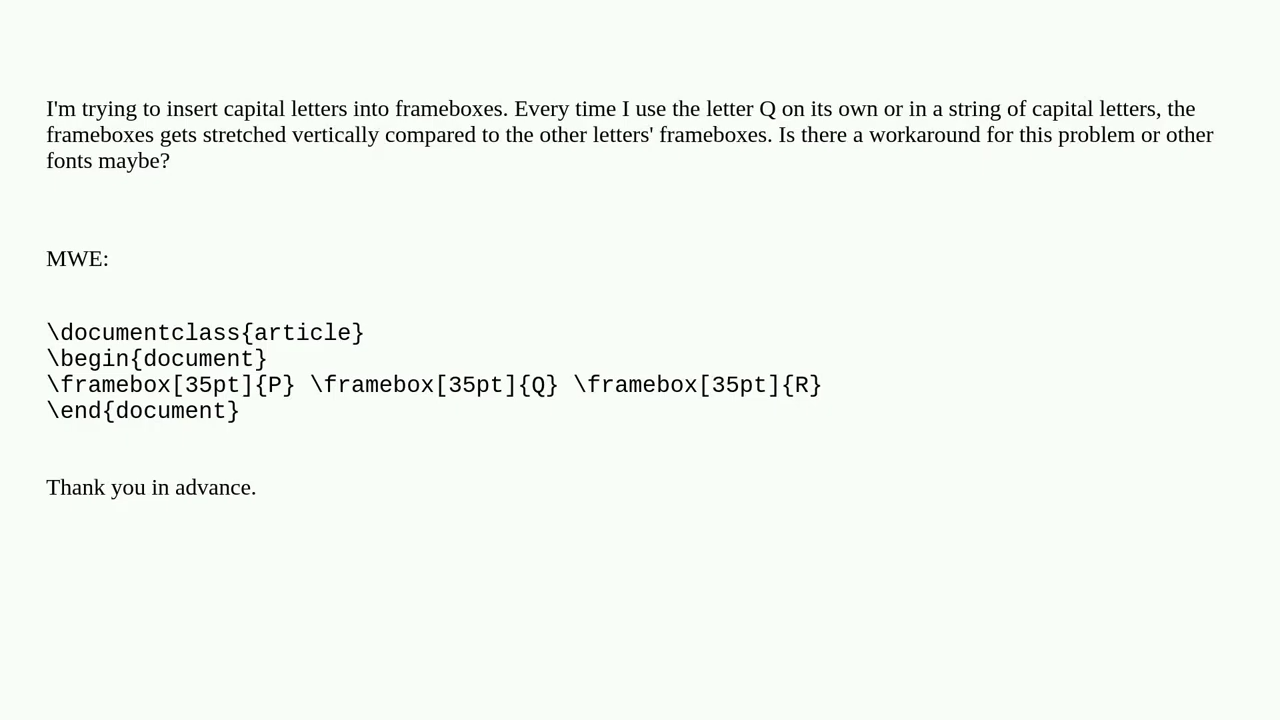 I'm trying to insert capital letters into frameboxes. Every time I use the letter Q on its own or in a string of capital letters, the
frameboxes gets stretched vertically compared to the other letters' frameboxes. Is there a workaround for this problem or other
fonts maybe?
MWE:
\documentclass{article}
\begin{document}
\framebox[35pt]{P} \framebox[35pt]{Q} \framebox[35pt]{R}
\end{document}
Thank you in advance.